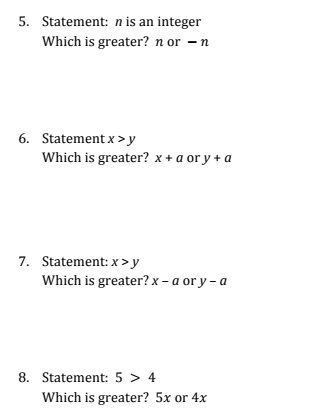 5. Statement: n is an integer
Which is greater? n or − n
6. Statement x > y
Which is greater? x + a or y + a
7. Statement: x > y
Which is greater? x – a or y – a
8. Statement: 5 > 4
Which is greater? 5x or 4x